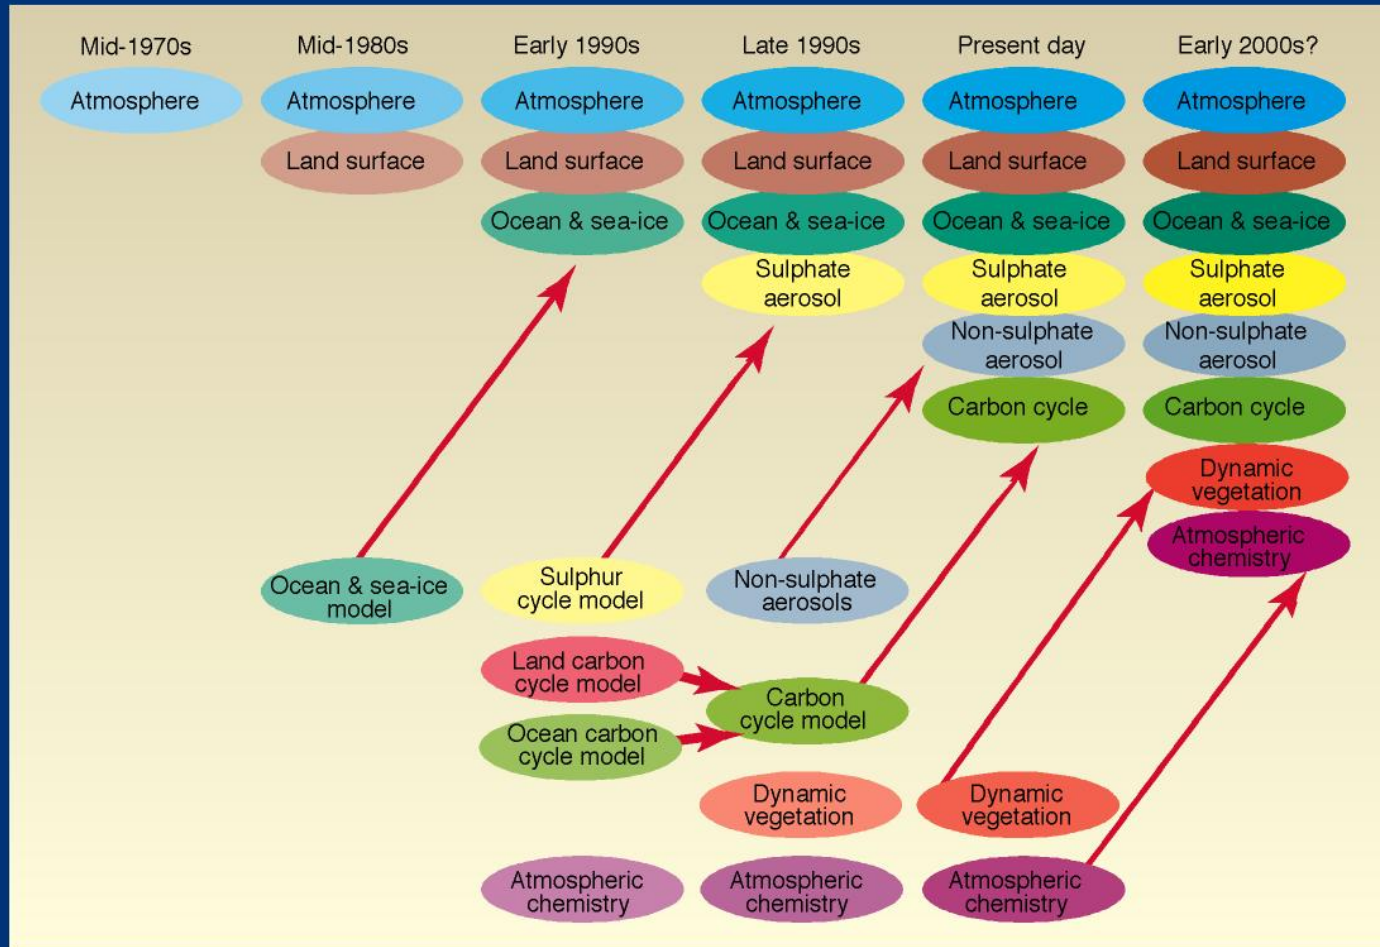 Mid-1970s
Mid-1980s
Early 1990s
Late 1990s
Present day
Early 2000s?
Atmosphere
Atmosphere
Atmosphere
Atmosphere
Atmosphere
Atmosphere
Land surface
Land surface
Land surface
Land surface
Land surface
Ocean & sea-ice
Ocean & sea-ice
Ocean & sea-ice
Ocean & sea-ice
Sulphate
aerosol
Sulphate
aerosol
Sulphate
aerosol
Non-sulphate
aerosol
Non-sulphate
aerosol
Carbon cycle
Carbon cycle
Dynamic
vegetation
Atmospheric
chemistry
Ocean & sea-ice
model
Sulphur
cycle model
Non-sulphate
aerosols
Land carbon
cycle model
Carbon
cycle model
Ocean carbon
cycle model
Dynamic
vegetation
Dynamic
vegetation
Atmospheric
chemistry
Atmospheric
chemistry
Atmospheric
chemistry